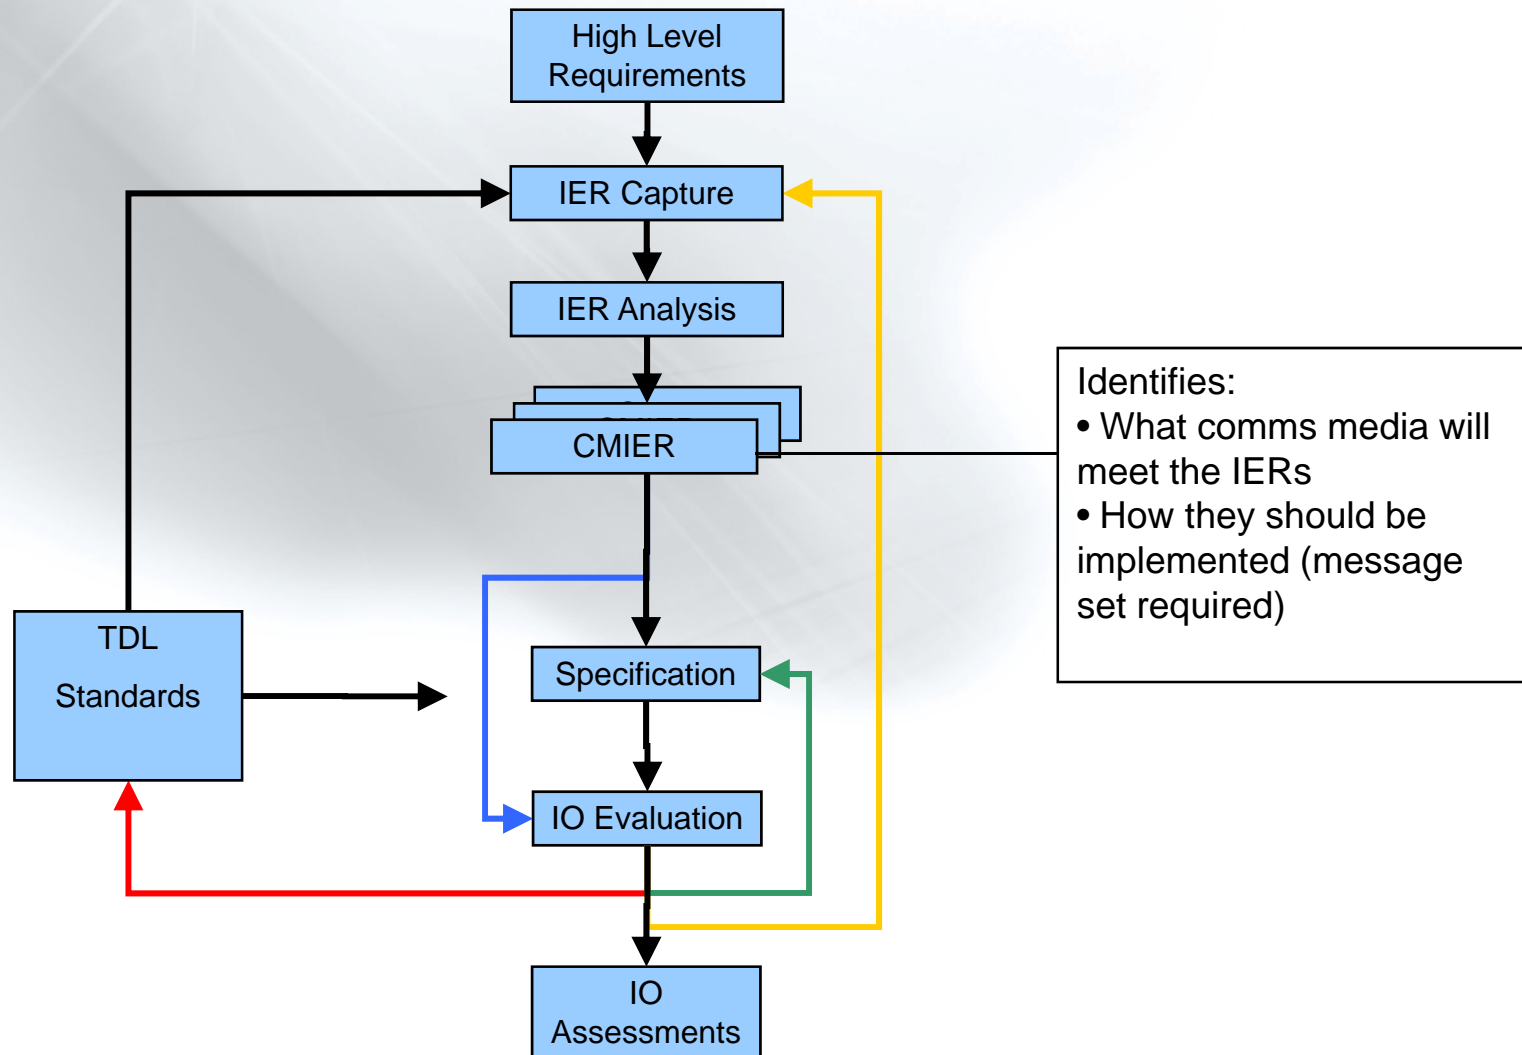 High Level
Requirements
IER Capture
IER Analysis
CMIER
Identifies:
• What comms media will
meet the IERs
• How they should be
implemented (message
set required)
TDL
Standards
Specification
IO Evaluation
IO
Assessments